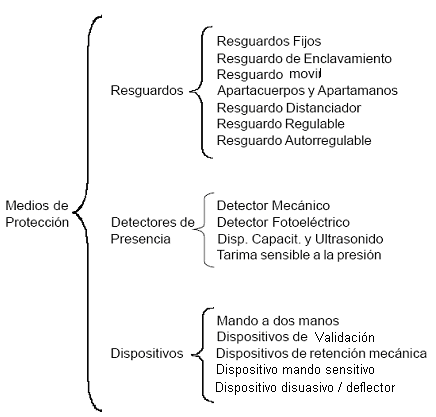 Medios de
Protección
Resguardos
Resguardos Fijos
Resguardo de Enclavamiento
Resguardo movil
Apartacuerpos y Apartamanos
Resguardo Distanciador
Resguardo Regulable
Resguardo Autorregulable
Detectores de
Presencia
Detector Mecánico
Detector Fotoeléctrico
Disp. Capacit. y Ultrasonido
Tarima sensible a la presión
Dispositivos
Mando a dos manos
Dispositivos de Validación
Dispositivos de retención mecánica
Dispositivo mando sensitivo
Dispositivo disuasivo / deflector